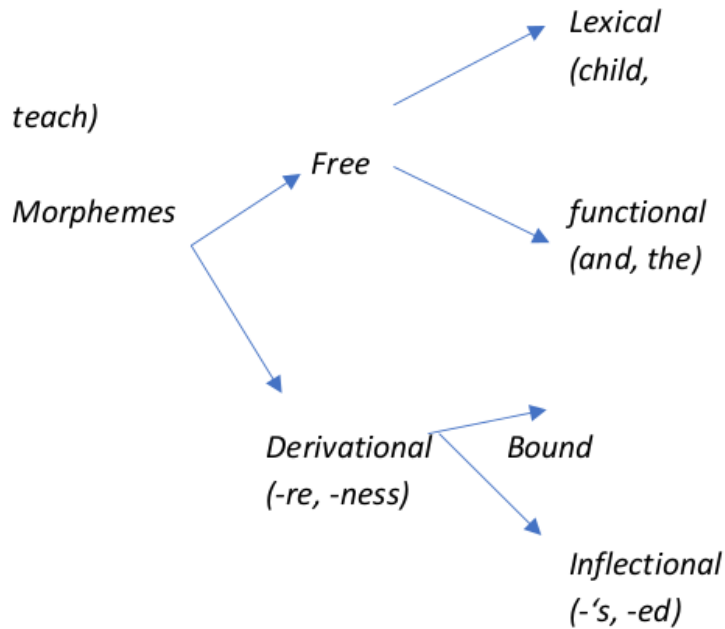 Lexical
(child,
teach)
Free
Morphemes
functional
(and, the)
Derivational
Bound
(-re, -ness)
Inflectional
(-‘s, -ed)